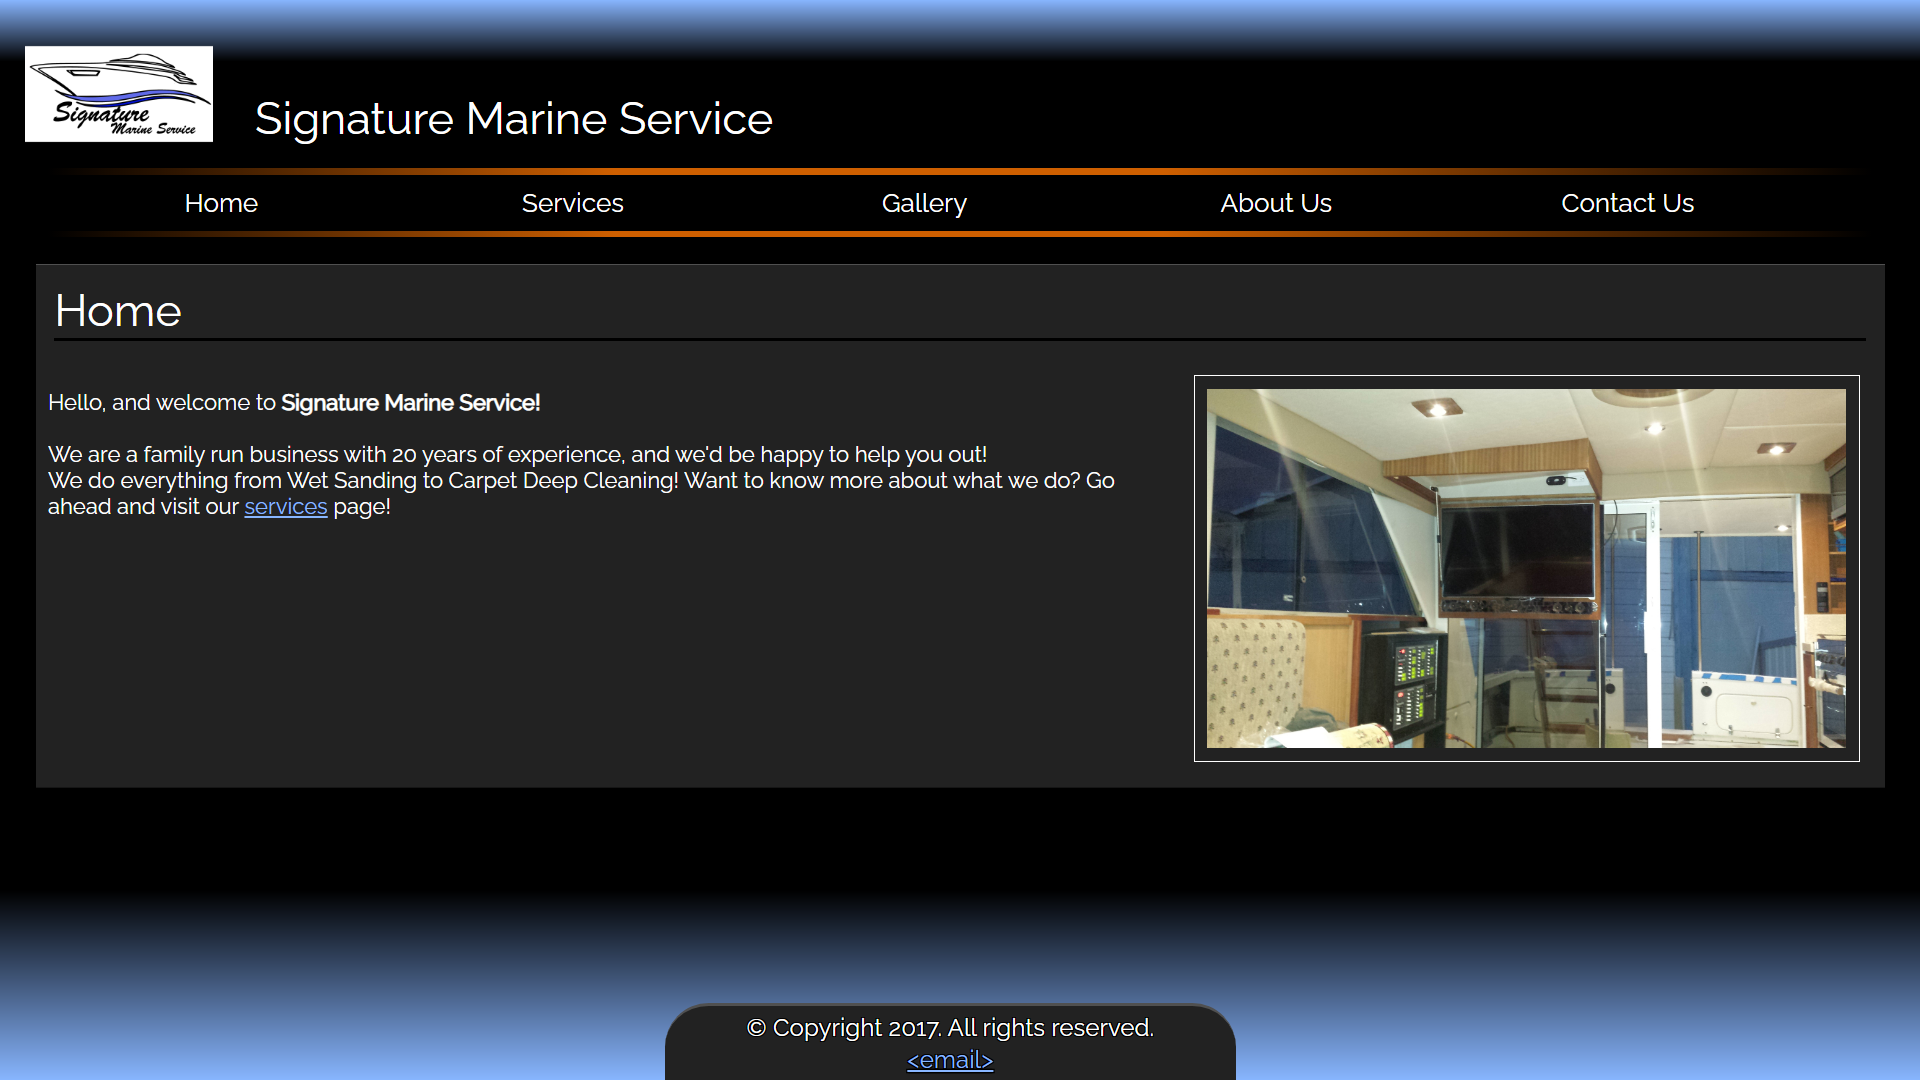 Signature
Marine Service
Signature Marine Service
Home
Services
Gallery
About Us
Contact Us
Home
Hello, and welcome to Signature Marine Service!
We are a family run business with 20 years of experience, and we'd be happy to help you out!
We do everything from Wet Sanding to Carpet Deep Cleaning! Want to know more about what we do? Go
ahead and visit our services page!
© Copyright 2017. All rights reserved.
<email>